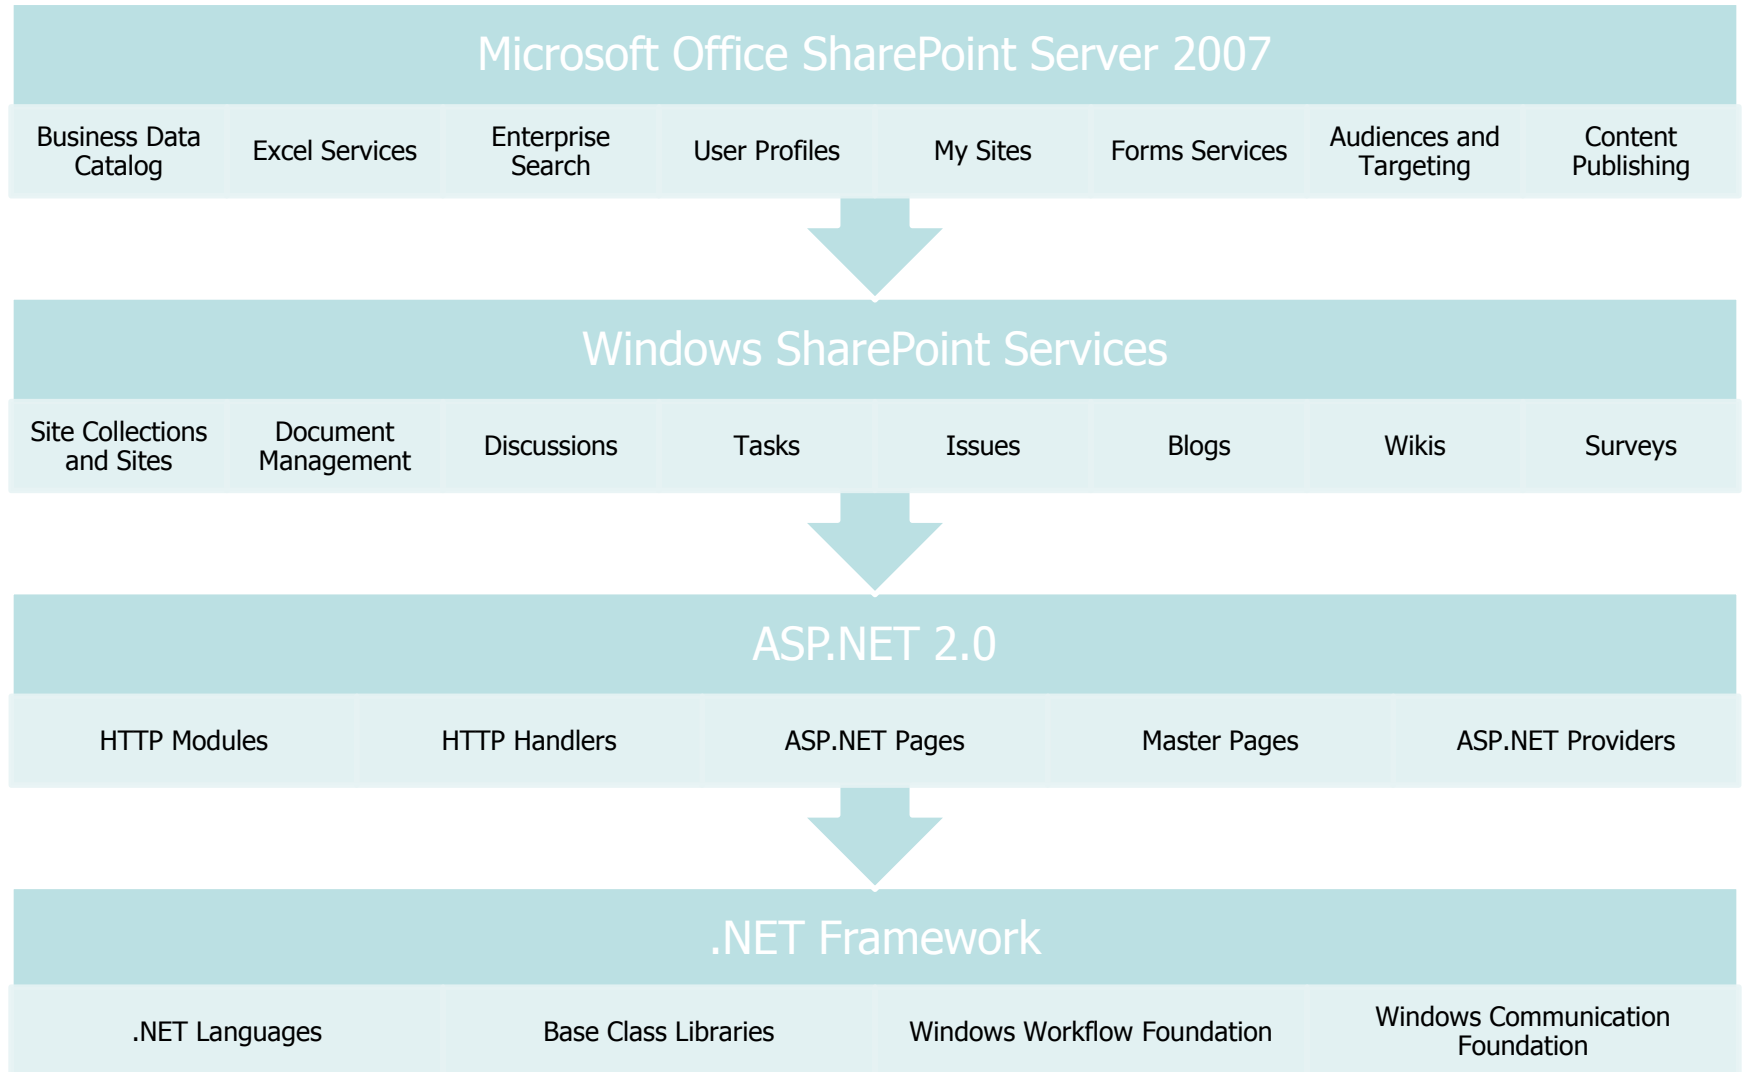 Microsoft Office SharePoint Server 2007
Business Data
Catalog
Excel Services
Enterprise
Search
User Profiles
My Sites
Forms Services
Audiences and
Targeting
Content
Publishing
Windows SharePoint Services
Site Collections
and Sites
Document
Management
Discussions
Tasks
Issues
Blogs
Wikis
Surveys
ASP.NET 2.0
HTTP Modules
HTTP Handlers
ASP.NET Pages
Master Pages
ASP.NET Providers
.NET Framework
.NET Languages
Base Class Libraries
Windows Workflow Foundation
Windows Communication
Foundation